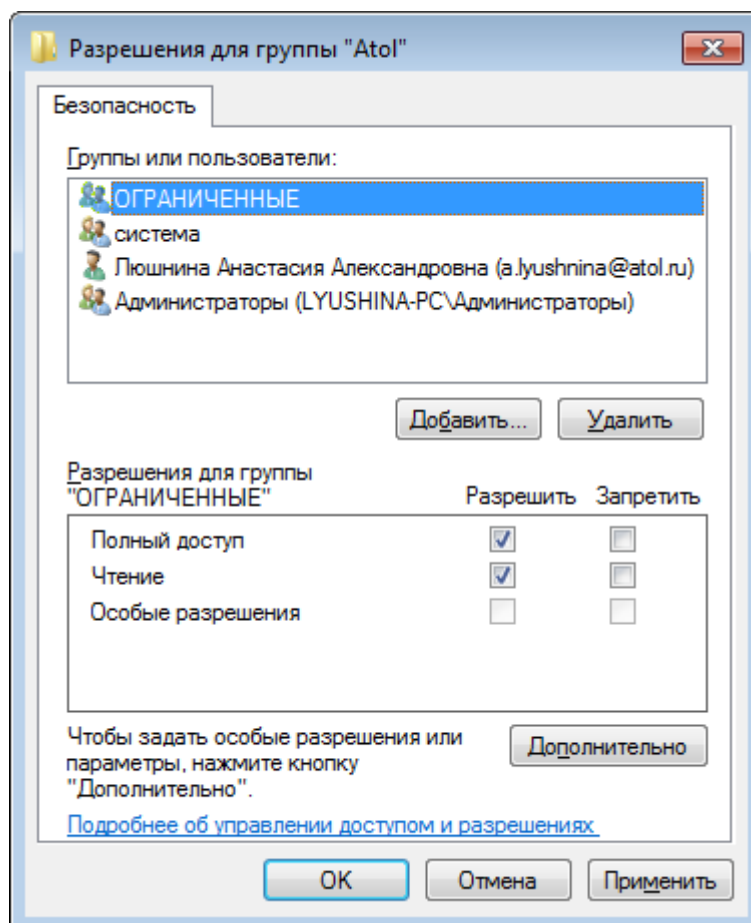 Разрешения для группы "Atol"
Безопасность
Группы или пользователи:
ОГРАНИЧЕННЫЕ
система
Люшнина Анастасия Александровна (a.lyushnina@atol.ru)
Администраторы (LYUSHINA-PC\Администраторы)
Добавить...
Удалить
Разрешения для группы
"ОГРАНИЧЕННЫЕ"
Разрешить
Запретить
Полный доступ
Чтение
Особые разрешения
Чтобы задать особые разрешения или
параметры, нажмите кнопку
"Дополнительно".
Дополнительно
Подробнее об управлении доступом и разрешениях
OK
Отмена
Применить